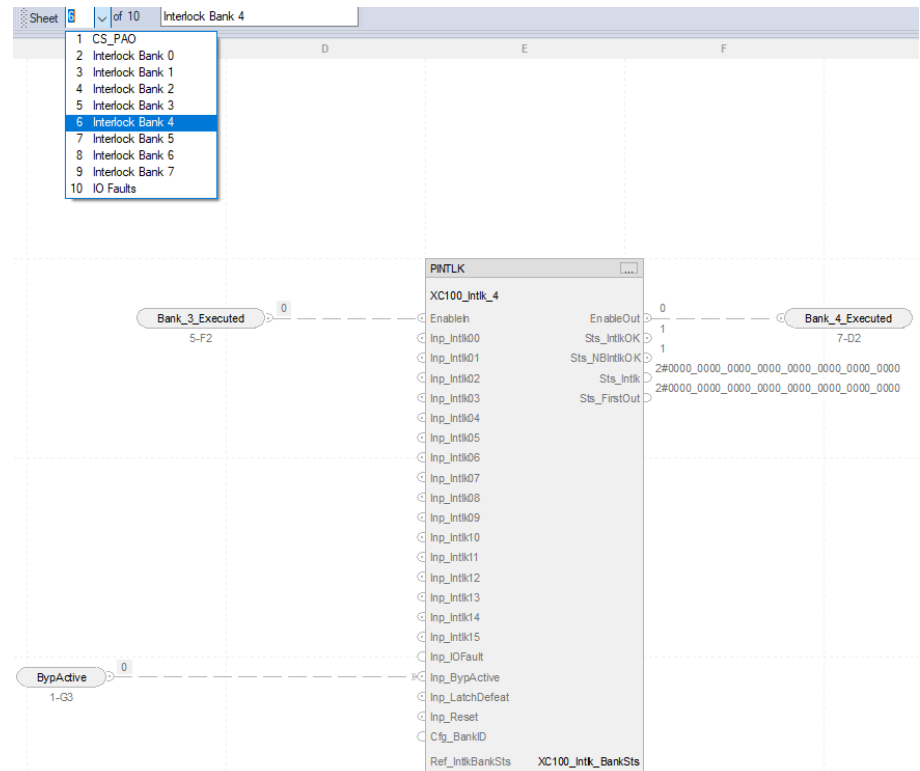 Sheet 6 of 10 Interlock Bank 4
1 CS_PAO
2 Interlock Bank 0
3 Interlock Bank 1
4 Interlock Bank 2
5 Interlock Bank 3
6 Interlock Bank 4
7 Interlock Bank 5
8 Interlock Bank 6
9 Interlock Bank 7
10 IO Faults
D E F
PINTLK ...
XC100_Intlk_4
Bank_3_Executed 0 EnableIn EnableOut 0 Bank_4_Executed
5-F2 Inp_Intlk00 Sts_IntlkOK 1 7-D2
Inp_Intlk01 Sts_NBIntlkOK 1
Inp_Intlk02 Sts_Intlk 2#0000_0000_0000_0000_0000_0000_0000_0000
Inp_Intlk03 Sts_FirstOut 2#0000_0000_0000_0000_0000_0000_0000_0000
Inp_Intlk04
Inp_Intlk05
Inp_Intlk06
Inp_Intlk07
Inp_Intlk08
Inp_Intlk09
Inp_Intlk10
Inp_Intlk11
Inp_Intlk12
Inp_Intlk13
Inp_Intlk14
Inp_Intlk15
Inp_IOFault
BypActive 0 Inp_BypActive
1-G3 Inp_LatchDefeat
Inp_Reset
Cfg_BankID
Ref_IntlkBankSts XC100_Intlk_BankSts